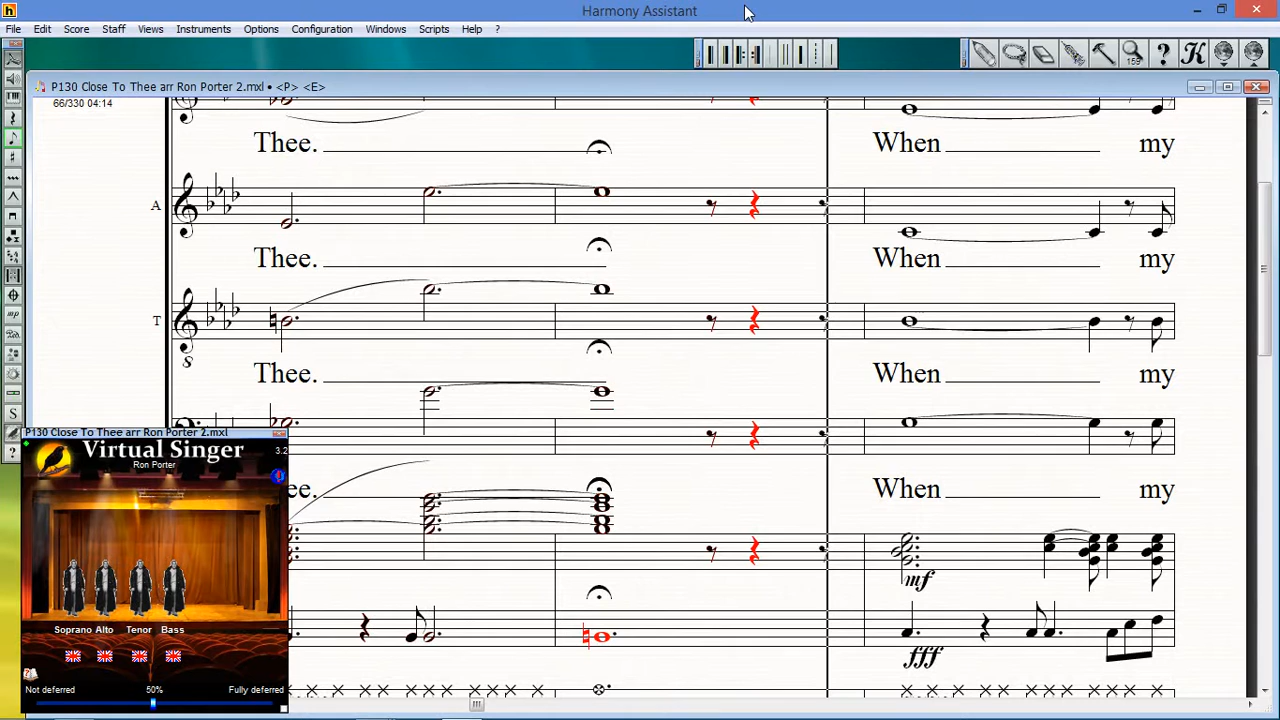 Harmony Assistant
File Edit Score Staff Views Instruments Options Configuration Windows Scripts Help ?
P130 Close To Thee arr Ron Porter 2.mxl • <P> <E>
66/330 04:14
Thee. When my
A
Thee. When my
T
8
Thee. When my
P130 Close To Thee arr Ron Porter 2.mxl
Virtual Singer 3.2
Ron Porter
ee. When my
mf
Soprano Alto Tenor Bass
fff
Not deferred 50% Fully deferred